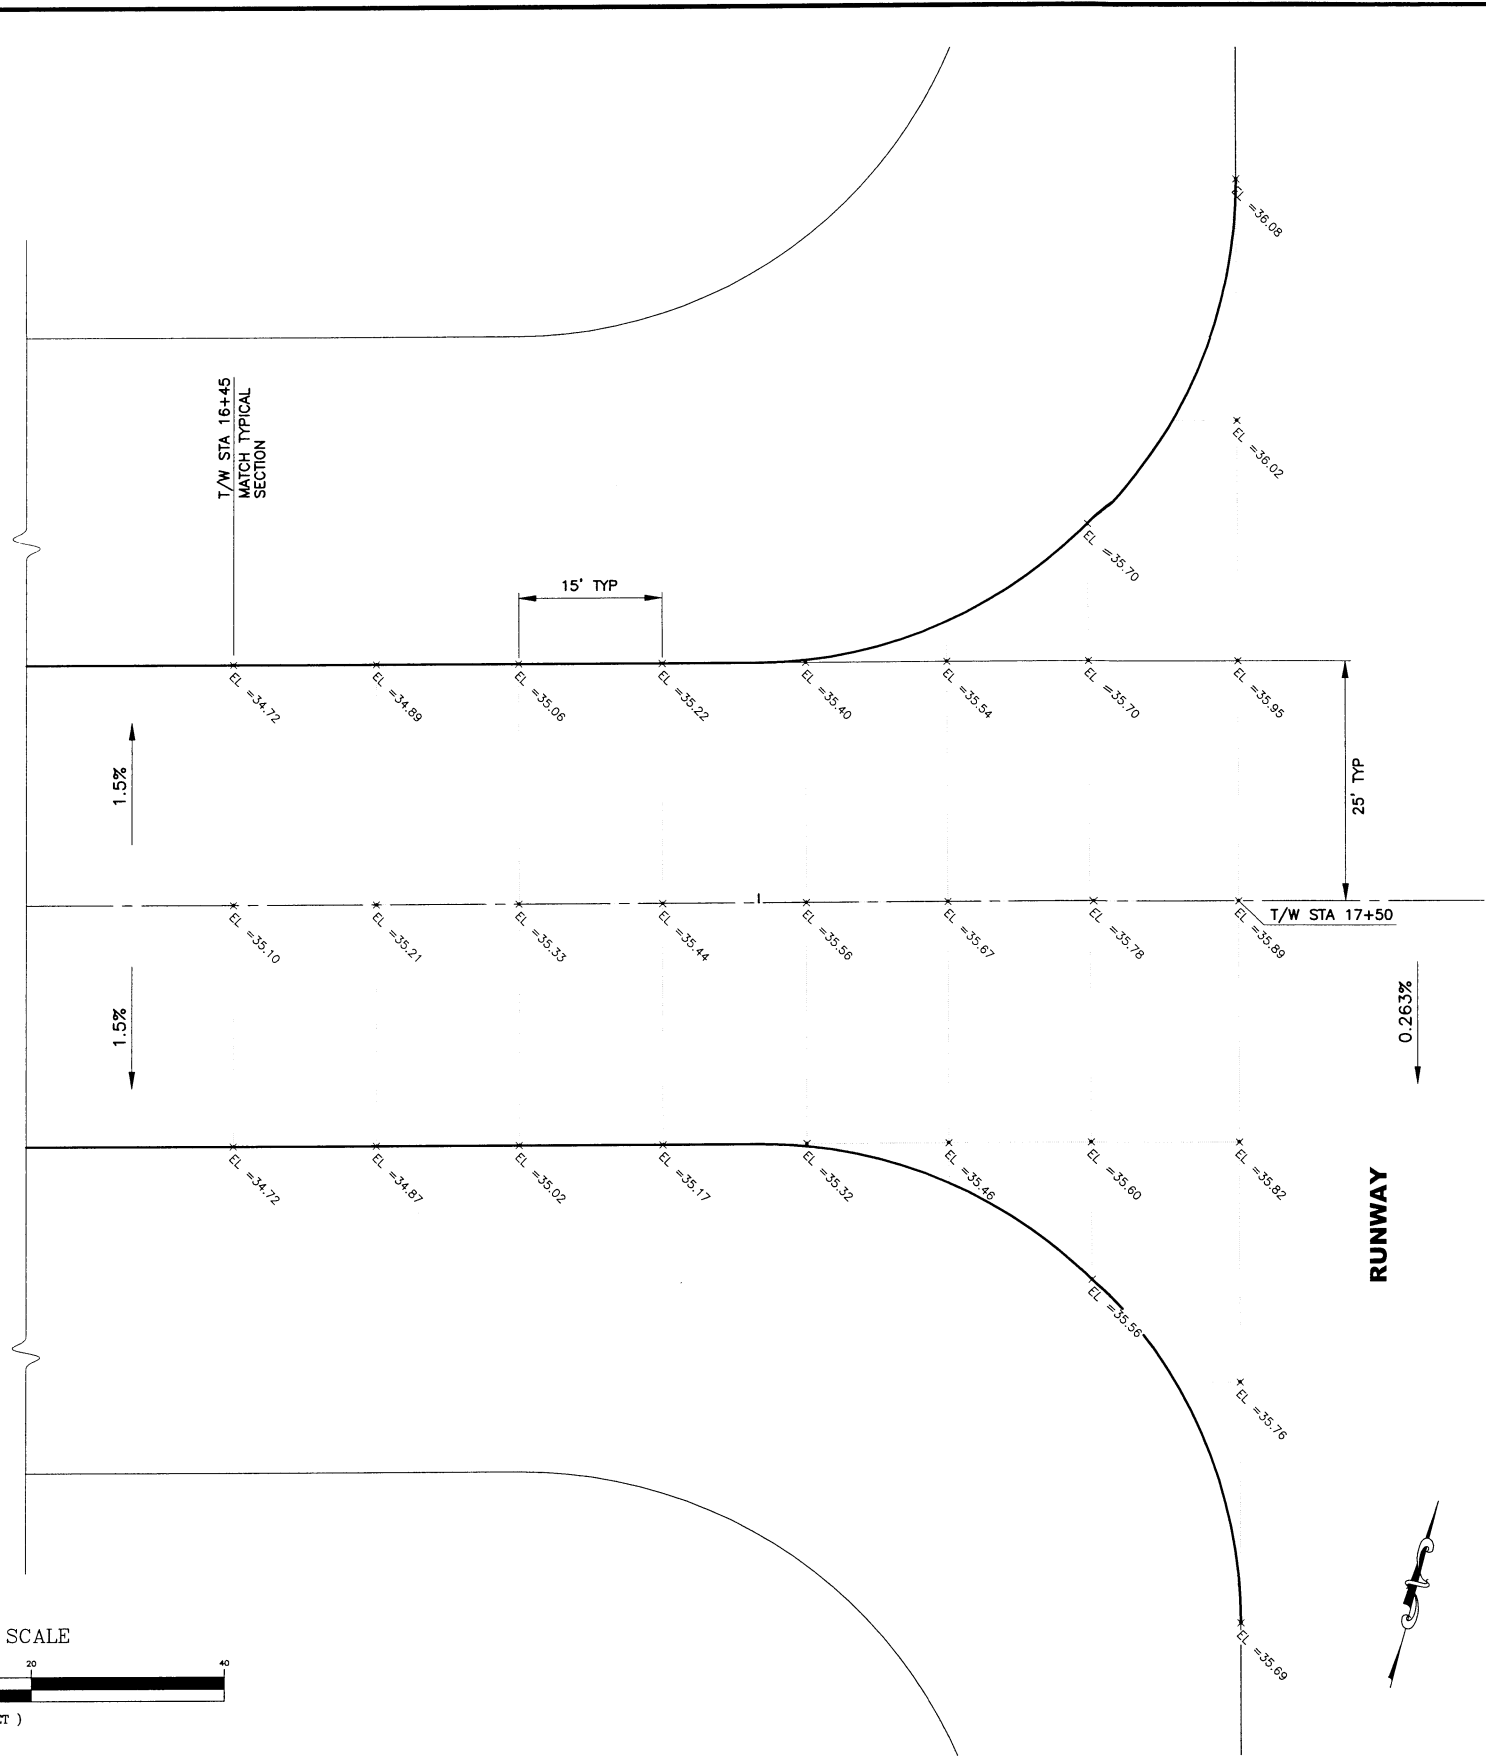 EL =36.08
T/W STA 16+45
MATCH TYPICAL
SECTION
EL =36.02
EL =35.70
15' TYP
EL =34.72
EL =34.89
EL =35.06
EL =35.22
EL =35.40
EL =35.54
EL =35.70
EL =35.95
1.5%
25' TYP
EL =35.10
EL =35.21
EL =35.33
EL =35.44
EL =35.56
EL =35.67
EL =35.78
EL =35.89
T/W STA 17+50
1.5%
0.263%
EL =34.72
EL =34.87
EL =35.02
EL =35.17
EL =35.32
EL =35.46
EL =35.60
EL =35.82
RUNWAY
EL =35.56
EL =35.76
EL =35.69
SCALE
20 40
)